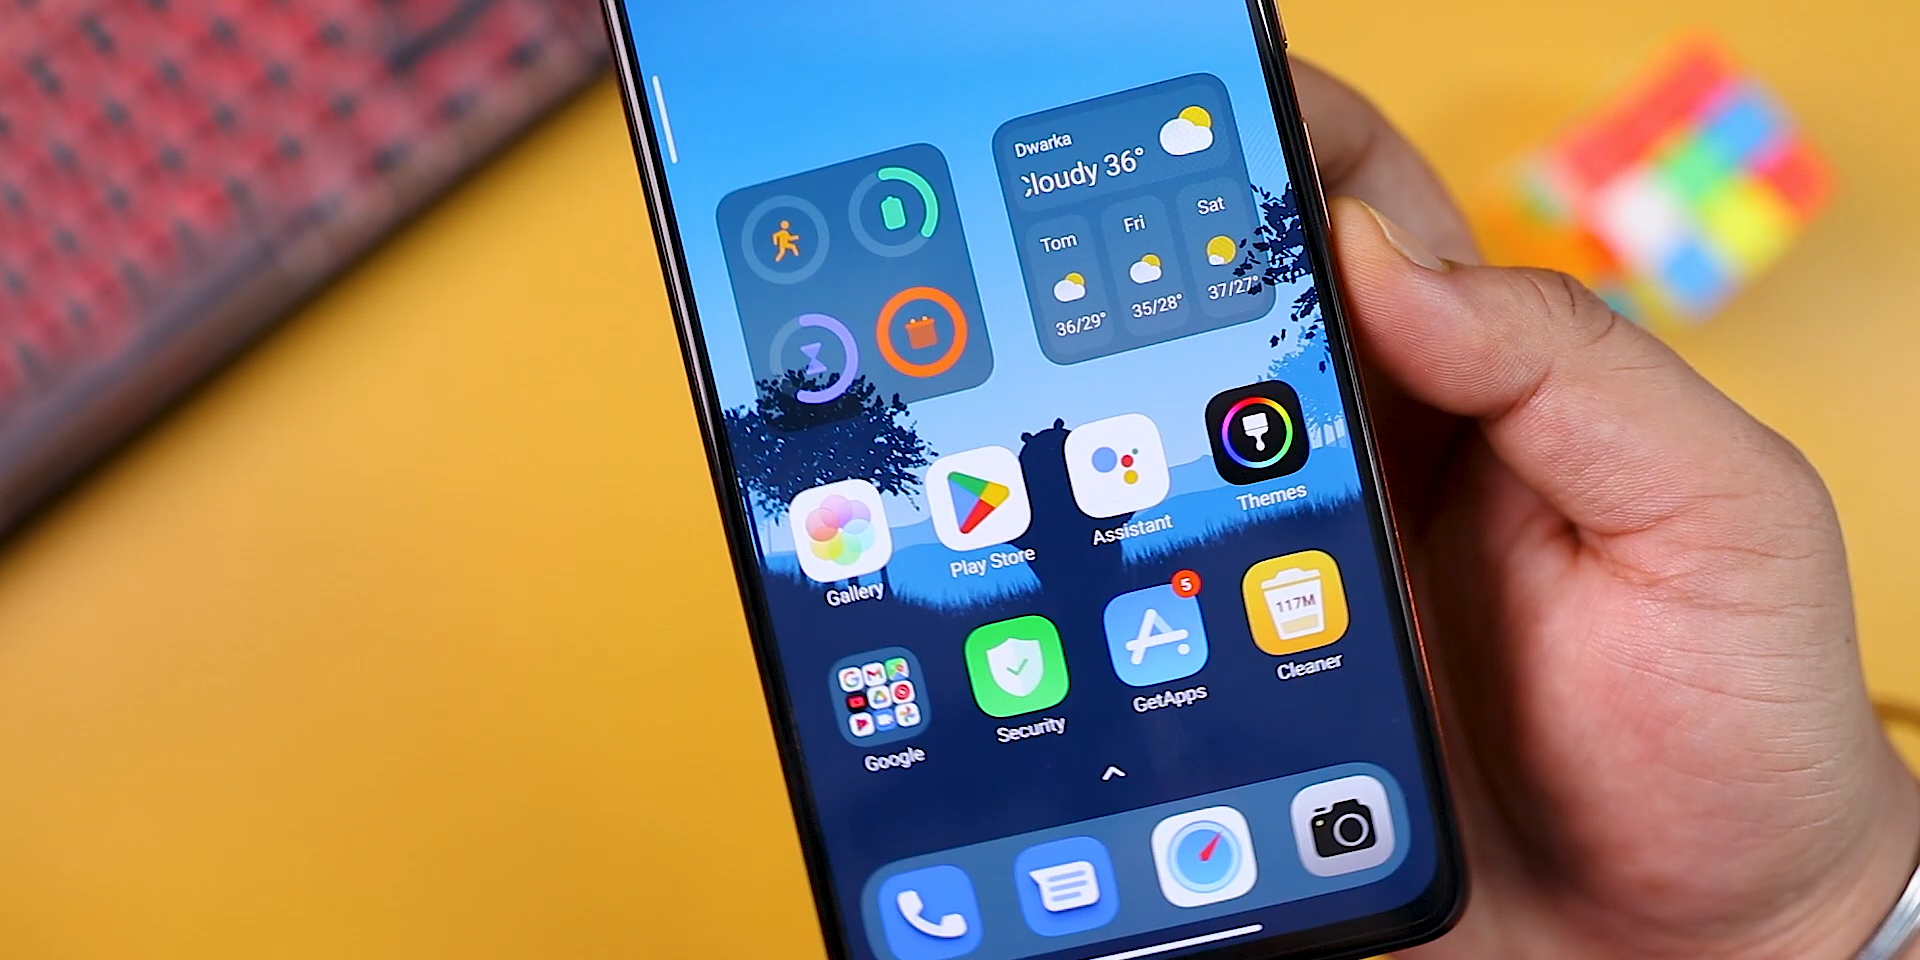 Dwarka
Cloudy 36°
Tom
Fri
Sat
36/29°
35/28°
37/27°
Gallery
Play Store
Assistant
Themes
Google
Security
5
GetApps
117M
Cleaner